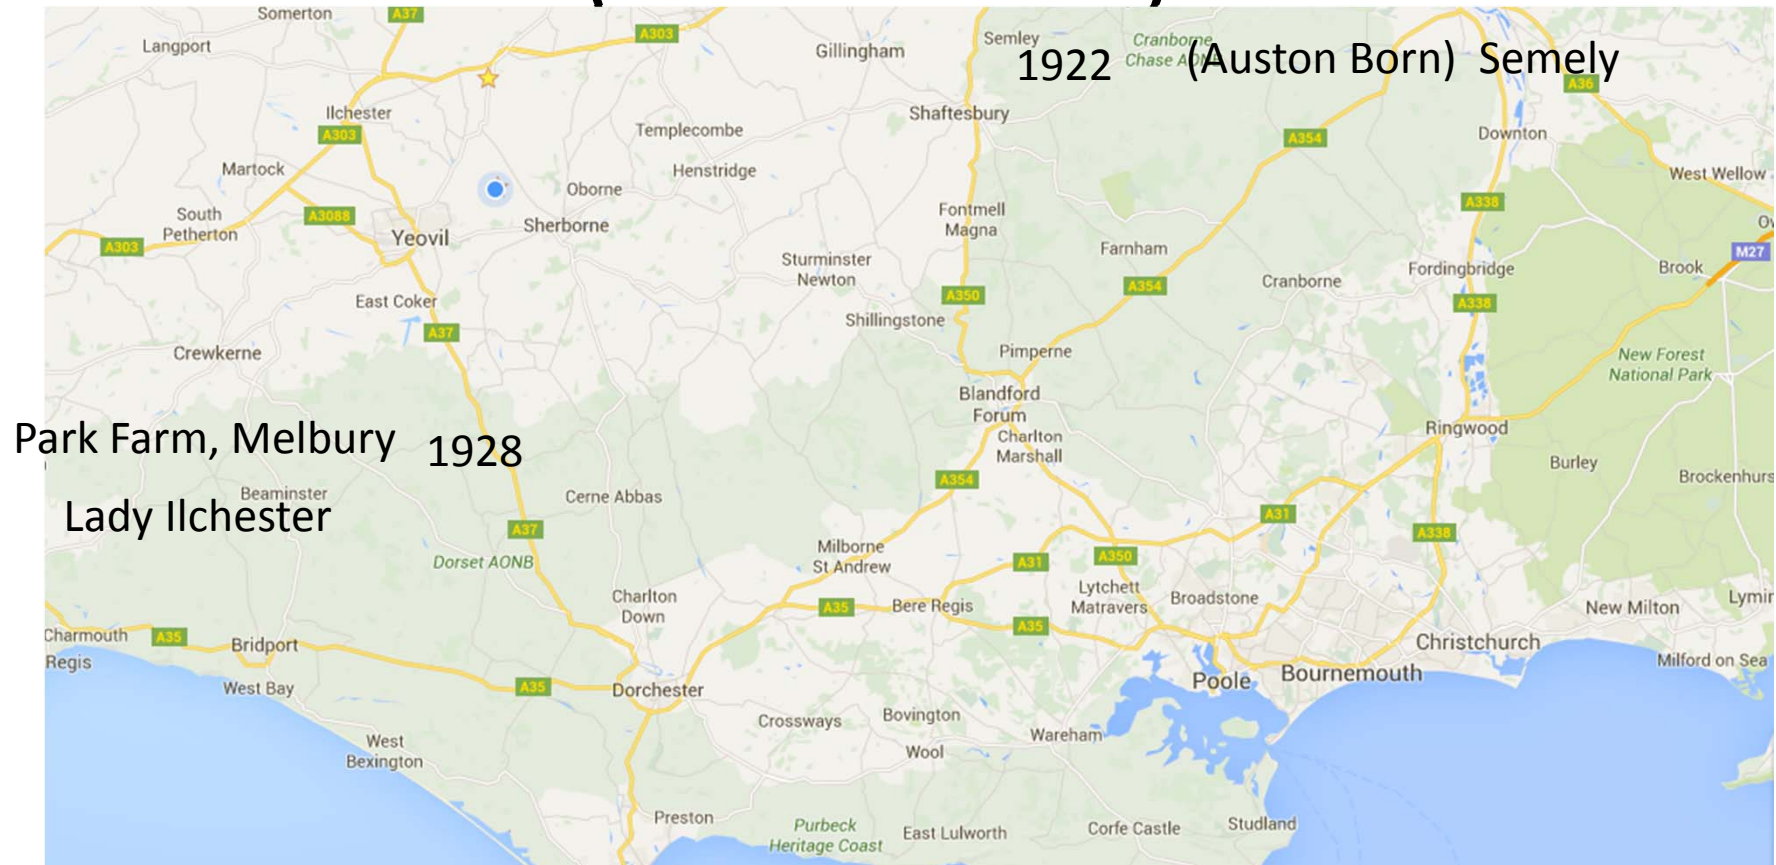 Somerton
A37
A303
Langport
Gillingham
Semley
Cranborne
Chase AONB
1922
(Auston Born) Semely
A36
Ilchester
A303
Shaftesbury
Templecombe
A354
Downton
Martock
Henstridge
West Wellow
Oborne
South
Petherton
A3088
A303
Yeovil
Sherborne
Fontmell
Magna
A338
M27
Farnham
Sturminster
Newton
Cranborne
Fordingbridge
Brook
A354
A350
A338
East Coker
A37
Shillingstone
Crewkerne
Pimperne
New Forest
National Park
Blandford
Forum
Park Farm, Melbury
1928
Charlton
Marshall
Ringwood
Burley
Brockenhurs
A354
Beaminster
Lady Ilchester
Cerne Abbas
A37
A31
A338
Milborne
St Andrew
Dorset AONB
A31
A350
Charlton
Down
A35
Bere Regis
Lytchett
Matravers
Broadstone
New Milton
Lymin
A35
Charmouth
A35
Bridport
Regis
Christchurch
Milford on Sea
West Bay
A35
Dorchester
Poole
Bournemouth
Crossways
Bovington
Wareham
West
Bexington
Wool
Preston
Purbeck
Heritage Coast
East Lulworth
Corfe Castle
Studland